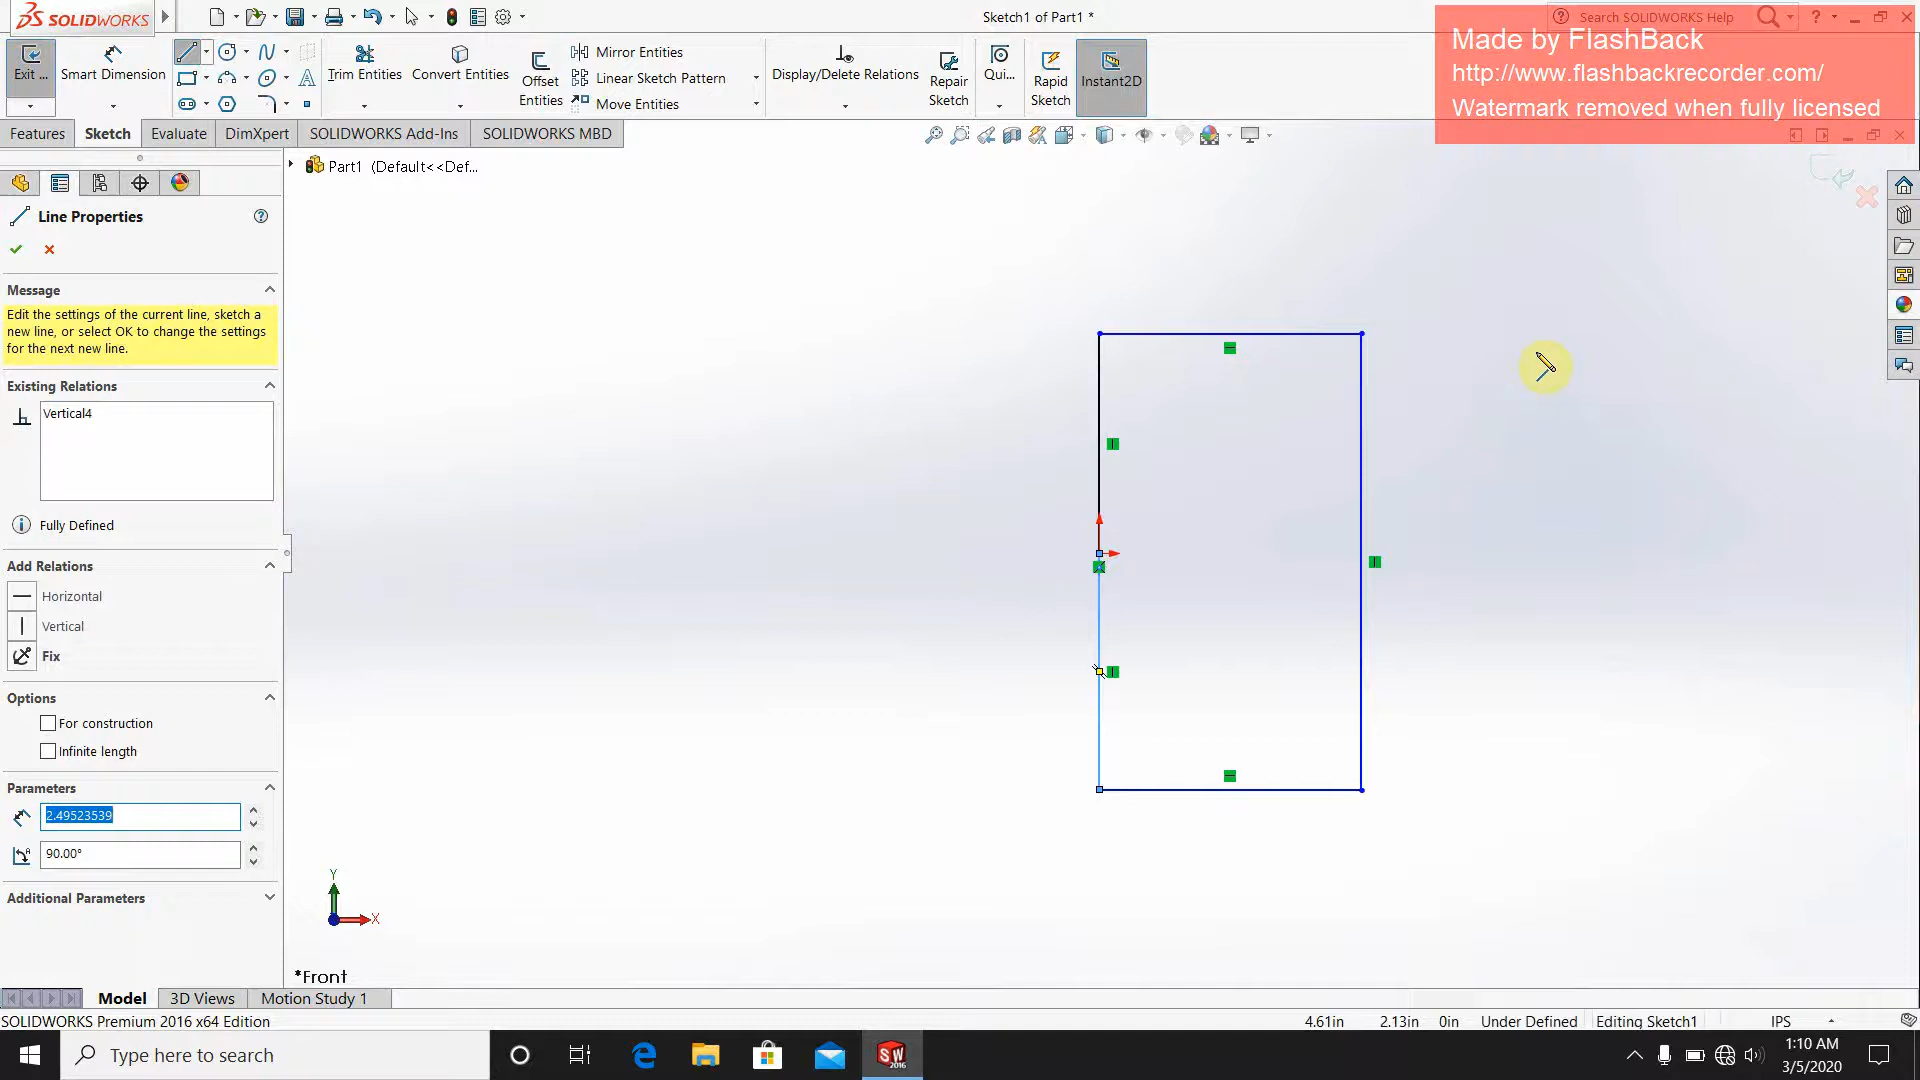 SOLIDWORKS
Sketch1 of Part1 *
Search SOLIDWORKS Help
Made by FlashBack
http://www.flashbackrecorder.com/
Watermark removed when fully licensed
Exit ...
Smart Dimension
Trim Entities
Convert Entities
Offset
Entities
Mirror Entities
Linear Sketch Pattern
Move Entities
Display/Delete Relations
Repair
Sketch
Qui...
Rapid
Sketch
Instant2D
Features
Sketch
Evaluate
DimXpert
SOLIDWORKS Add-Ins
SOLIDWORKS MBD
Part1 (Default<<Def...
Line Properties
Message
Edit the settings of the current line, sketch a
new line, or select OK to change the settings
for the next new line.
Existing Relations
Vertical4
Fully Defined
Add Relations
Horizontal
Vertical
Fix
Options
For construction
Infinite length
Parameters
2.49523539
90.00°
Additional Parameters
Y
X
*Front
Model
3D Views
Motion Study 1
SOLIDWORKS Premium 2016 x64 Edition
4.61in
2.13in
0in
Under Defined
Editing Sketch1
IPS
Type here to search
SW
2016
1:10 AM
3/5/2020